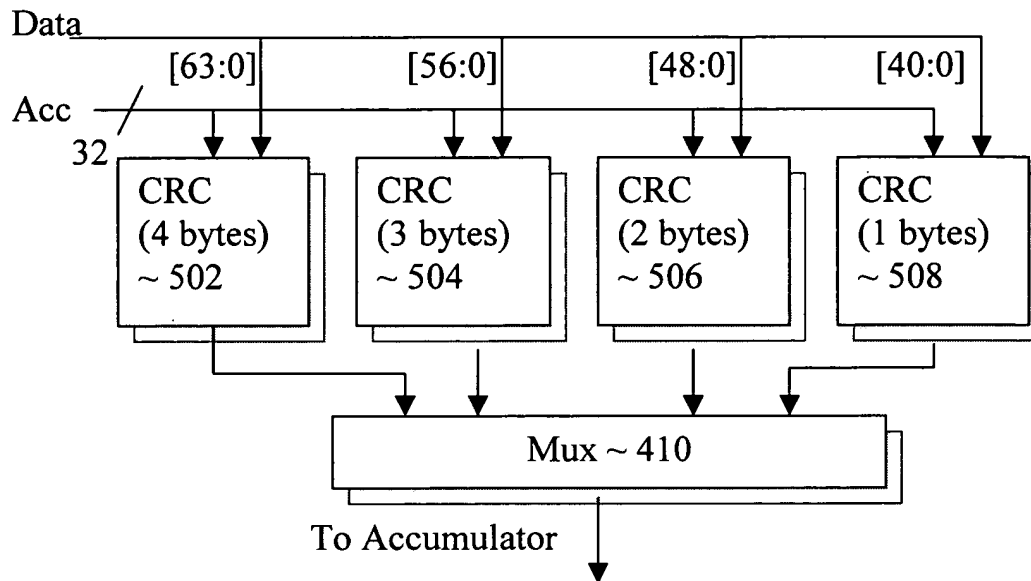 Data
[63:0] [56:0] [48:0] [40:0]
Acc
32
CRC
(4 bytes)
~ 502
CRC
(3 bytes)
~ 504
CRC
(2 bytes)
~ 506
CRC
(1 bytes)
~ 508
Mux ~ 410
To Accumulator